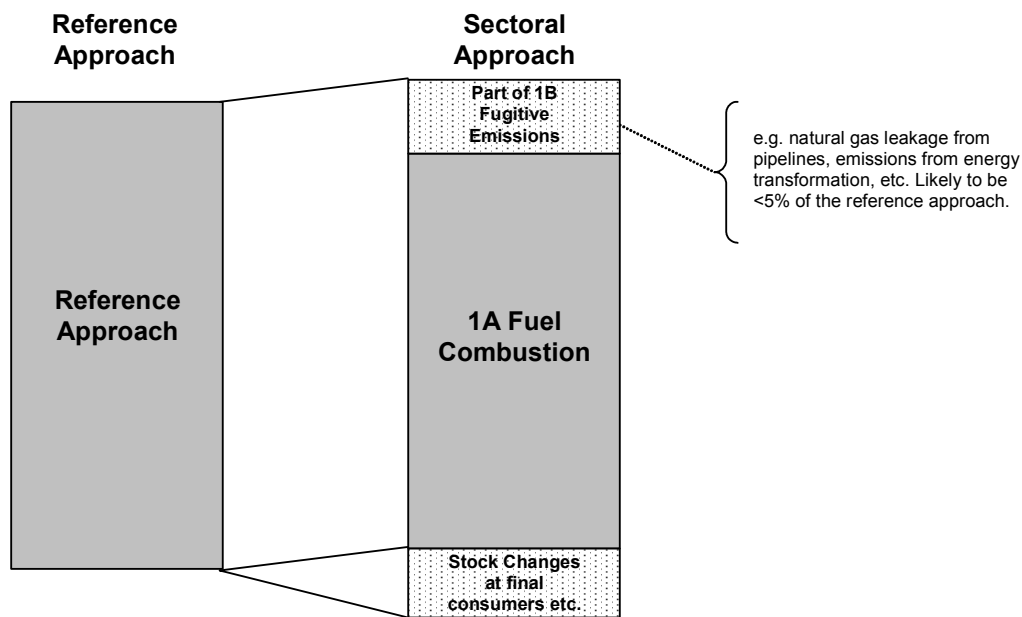 Reference
Approach
Sectoral
Approach
Part of 1B
Fugitive
Emissions
e.g. natural gas leakage from
pipelines, emissions from energy
transformation, etc. Likely to be
<5% of the reference approach.
Reference
Approach
1A Fuel
Combustion
Stock Changes
at final
consumers etc.